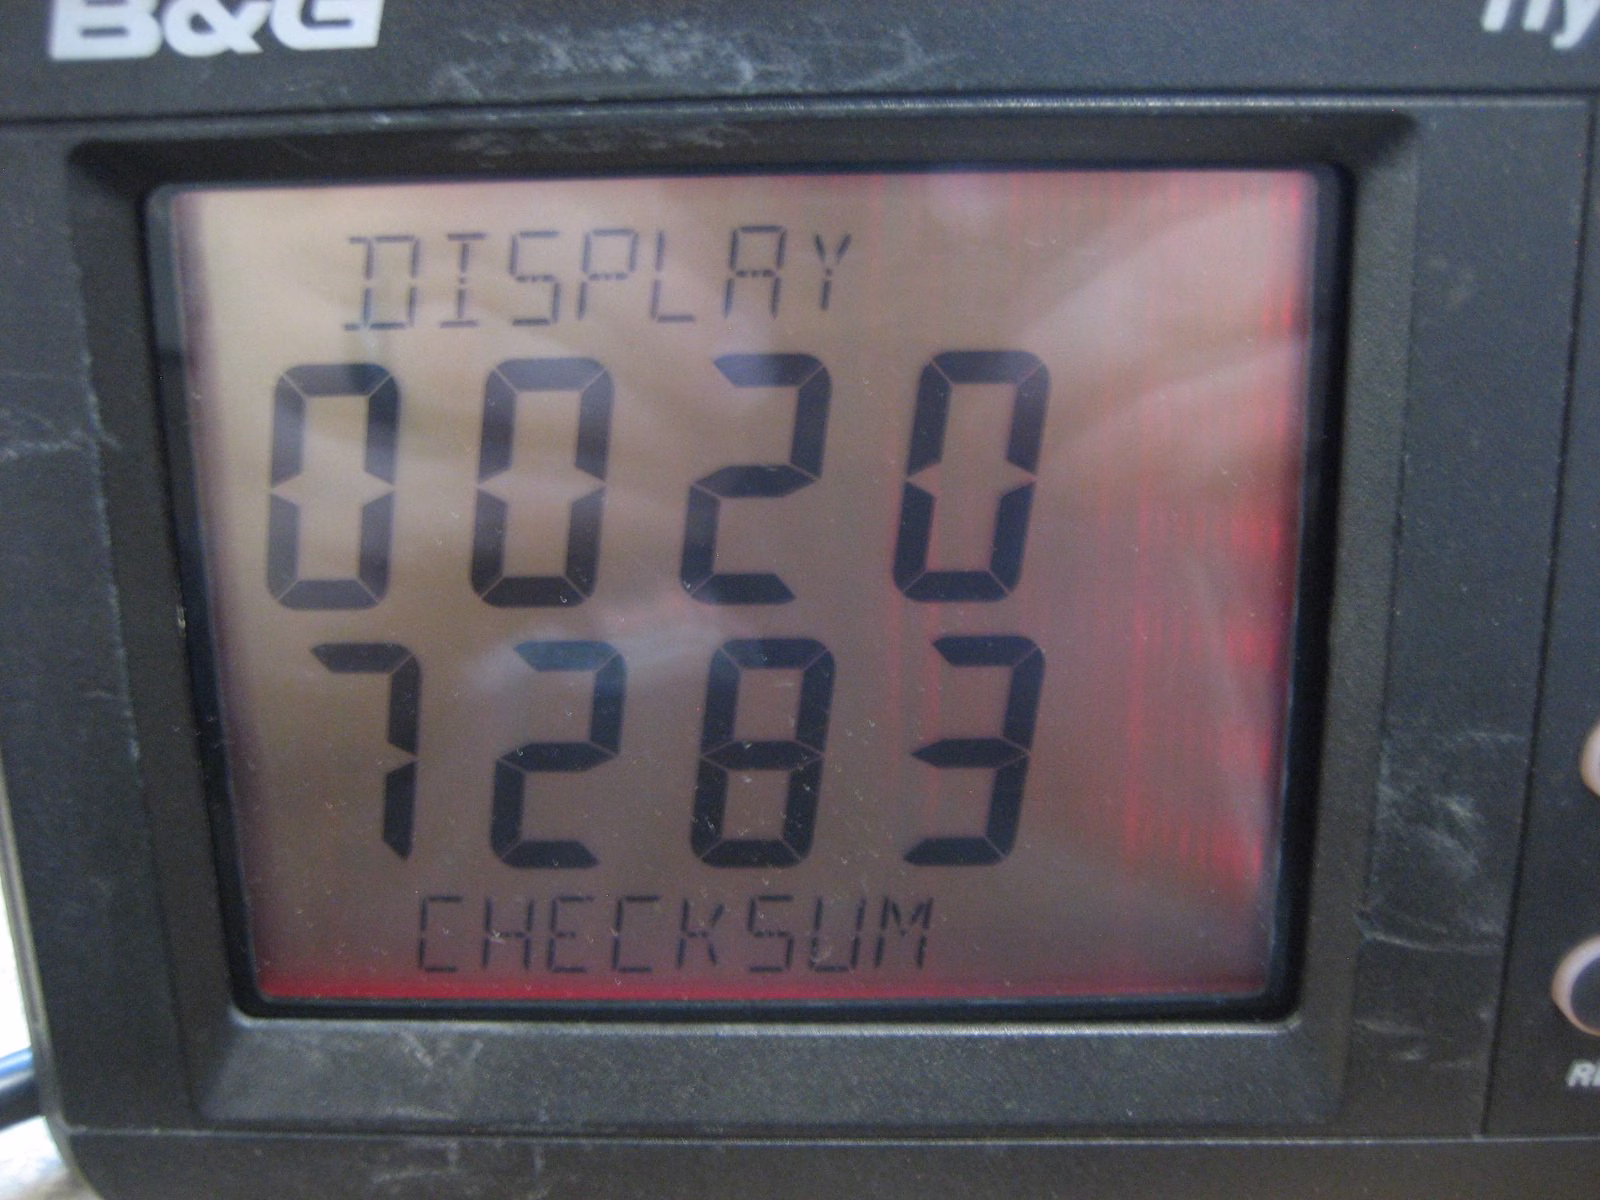 B&G
DISPLAY
0020
7283
CHECKSUM